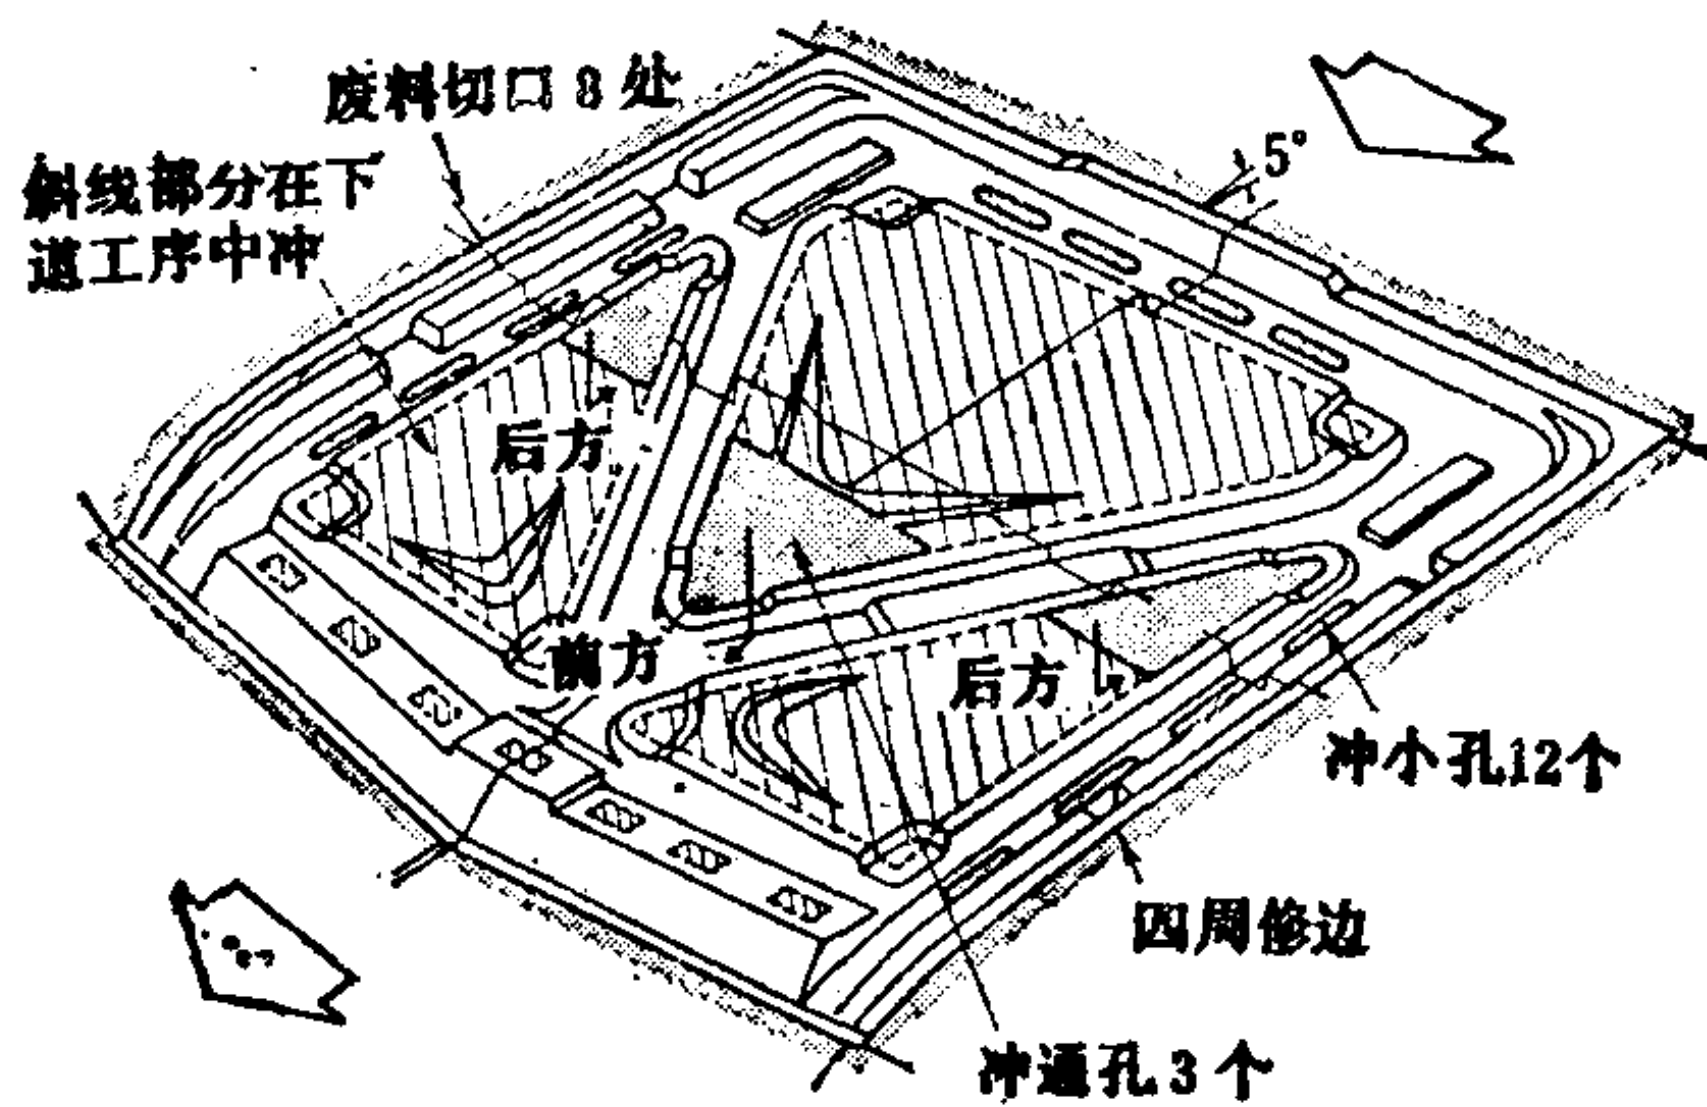 废料切口 8 处
斜线部分在下
道工序中冲
5°
后方
前方
后方
冲小孔12个
四周修边
冲通孔 3 个